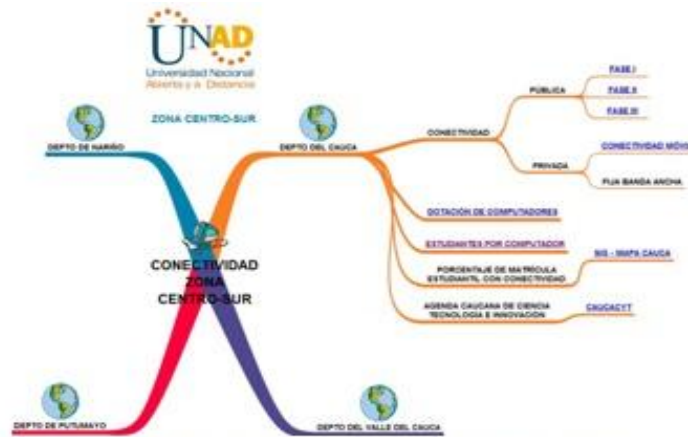 UNAD
Universidad Nacional
Abierta y a Distancia
ZONA CENTRO-SUR
DEPTO DE NARIÑO
DEPTO DEL CAUCA
CONECTIVIDAD
PÚBLICA
FASE I
FASE II
FASE III
PRIVADA
CONECTIVIDAD MÓVIL
FIJA BANDA ANCHA
DOTACIÓN DE COMPUTADORES
ESTUDIANTES POR COMPUTADOR
PORCENTAJE DE MATRÍCULA
ESTUDIANTIL CON CONECTIVIDAD
SIG - MAPA CAUCA
AGENDA CAUCANA DE CIENCIA
TECNOLOGÍA E INNOVACIÓN
CAUCACYT
CONECTIVIDAD
ZONA
CENTRO-SUR
DEPTO DE PUTUMAYO
DEPTO DEL VALLE DEL CAUCA